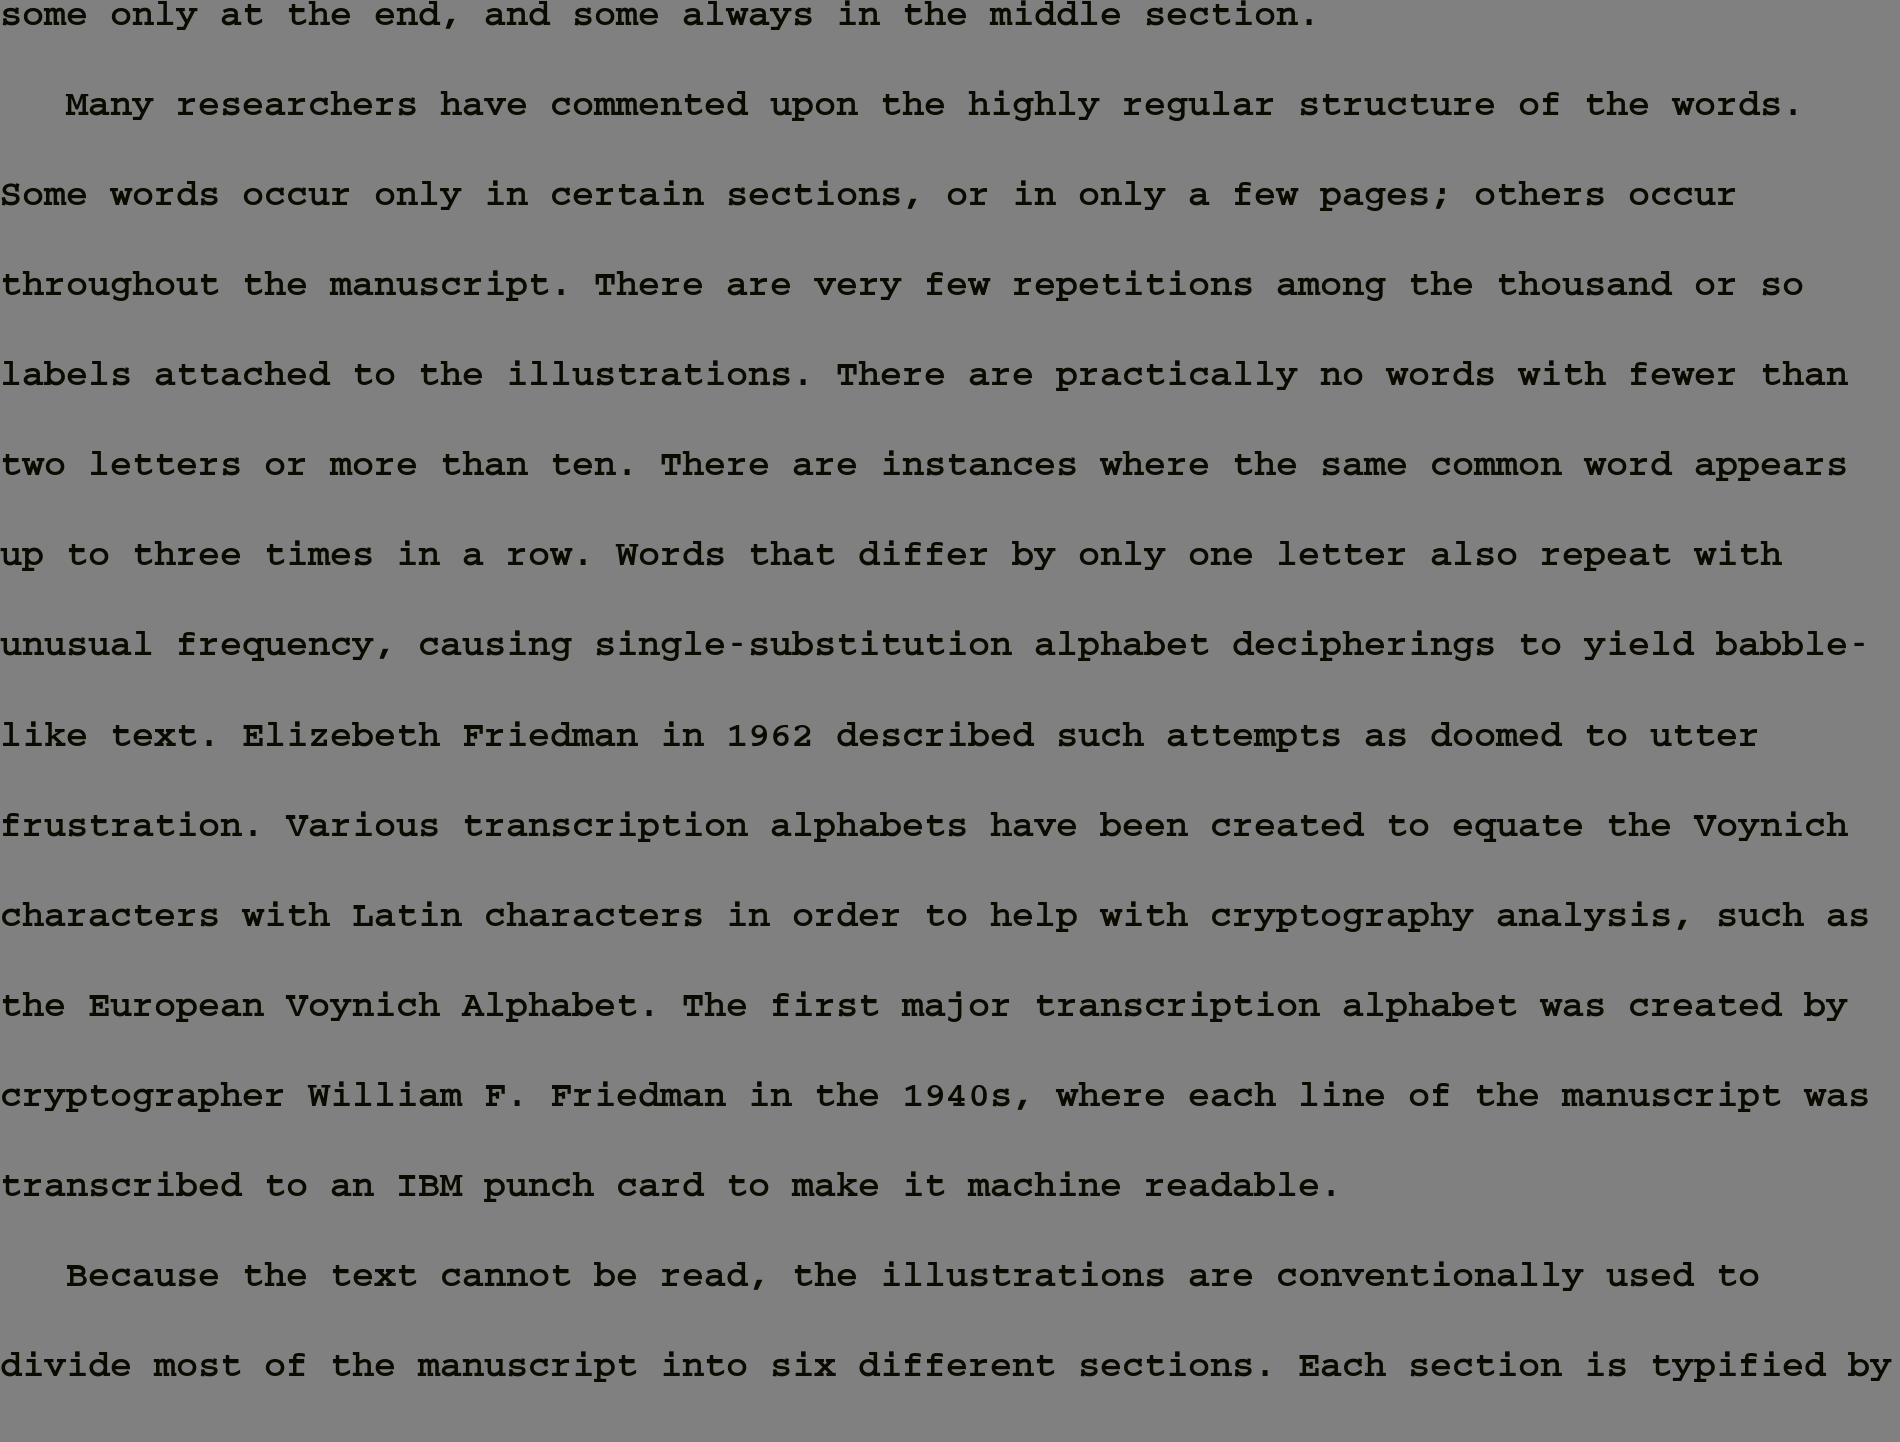 some only at the end, and some always in the middle section.
Many researchers have commented upon the highly regular structure of the words.
Some words occur only in certain sections, or in only a few pages; others occur
throughout the manuscript. There are very few repetitions among the thousand or so
labels attached to the illustrations. There are practically no words with fewer than
two letters or more than ten. There are instances where the same common word appears
up to three times in a row. Words that differ by only one letter also repeat with
unusual frequency, causing single-substitution alphabet decipherings to yield babble-
like text. Elizebeth Friedman in 1962 described such attempts as doomed to utter
frustration. Various transcription alphabets have been created to equate the Voynich
characters with Latin characters in order to help with cryptography analysis, such as
the European Voynich Alphabet. The first major transcription alphabet was created by
cryptographer William F. Friedman in the 1940s, where each line of the manuscript was
transcribed to an IBM punch card to make it machine readable.
Because the text cannot be read, the illustrations are conventionally used to
divide most of the manuscript into six different sections. Each section is typified by